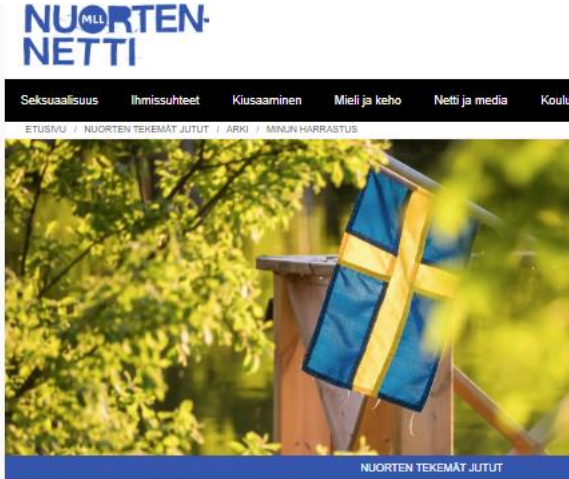 NUORTEN-
MLL
NETTI
Seksuaalisuus Ihmissuhteet Kiusaaminen Mieli ja keho Netti ja media Koulu
ETUSIVU / NUORTEN TEKEMÄT JUTUT / ARKI / MINUN HARRASTUS
NUORTEN TEKEMÄT JUTUT